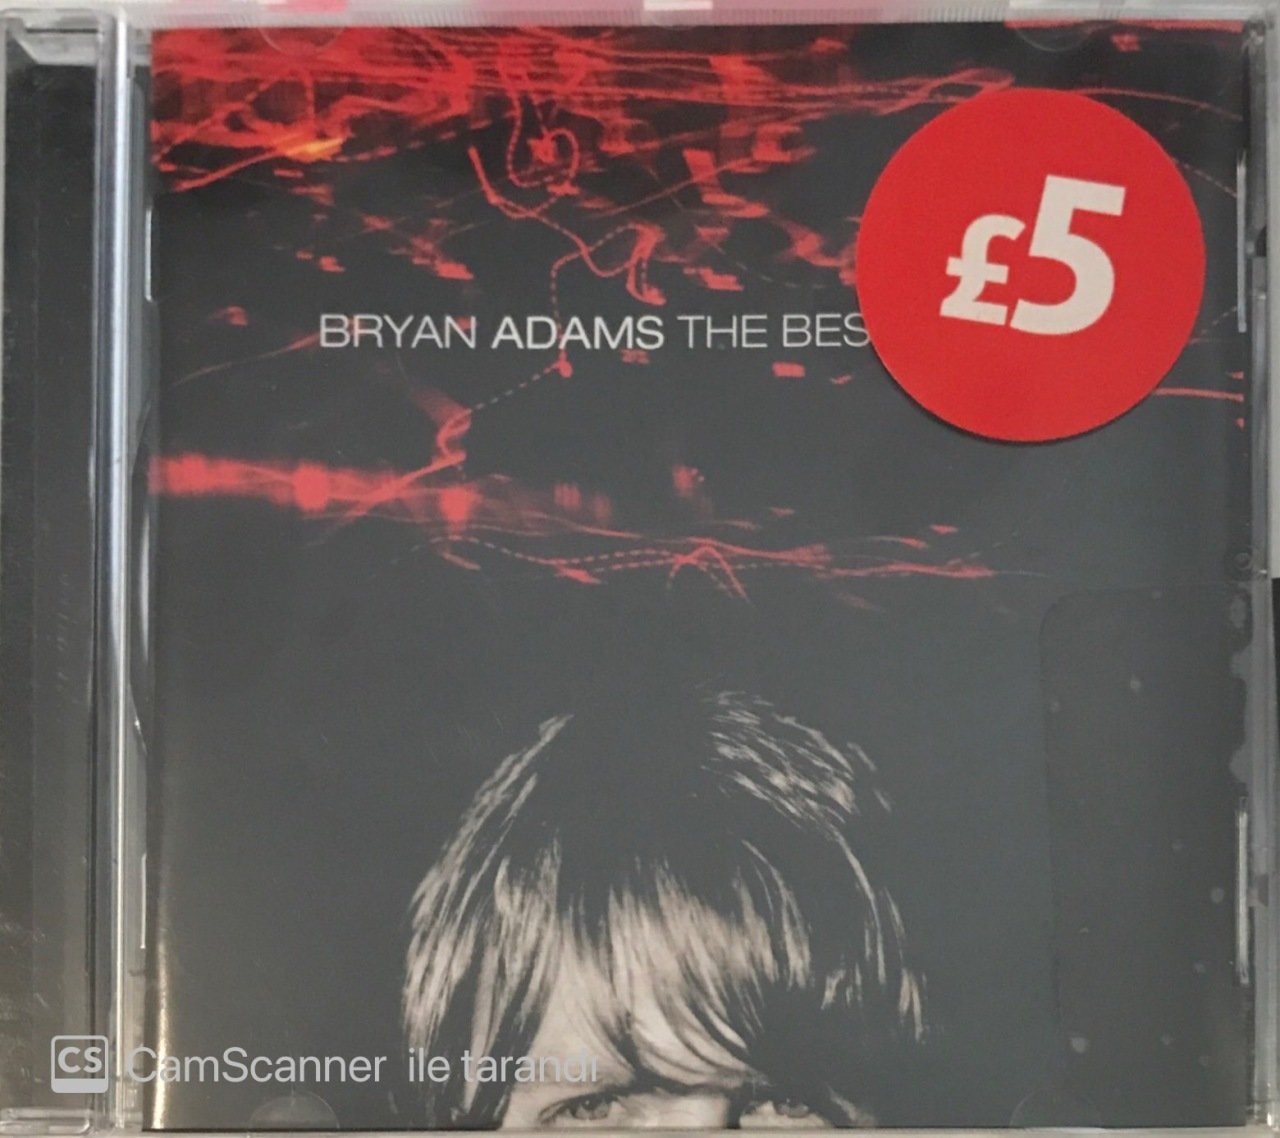 £5
BRYAN ADAMS THE BES
CS CamScanner ile tarandı